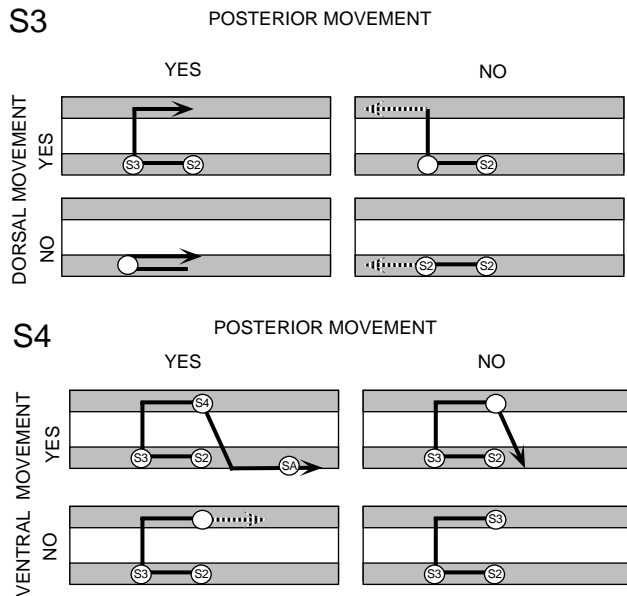 S3
POSTERIOR MOVEMENT
YES NO
DORSAL MOVEMENT
YES
S3 S2
S2
NO
S2 S2
S4
POSTERIOR MOVEMENT
YES NO
VENTRAL MOVEMENT
YES
S4
S3 S2 SA
S3 S2
NO
S3
S3 S2
S3 S2